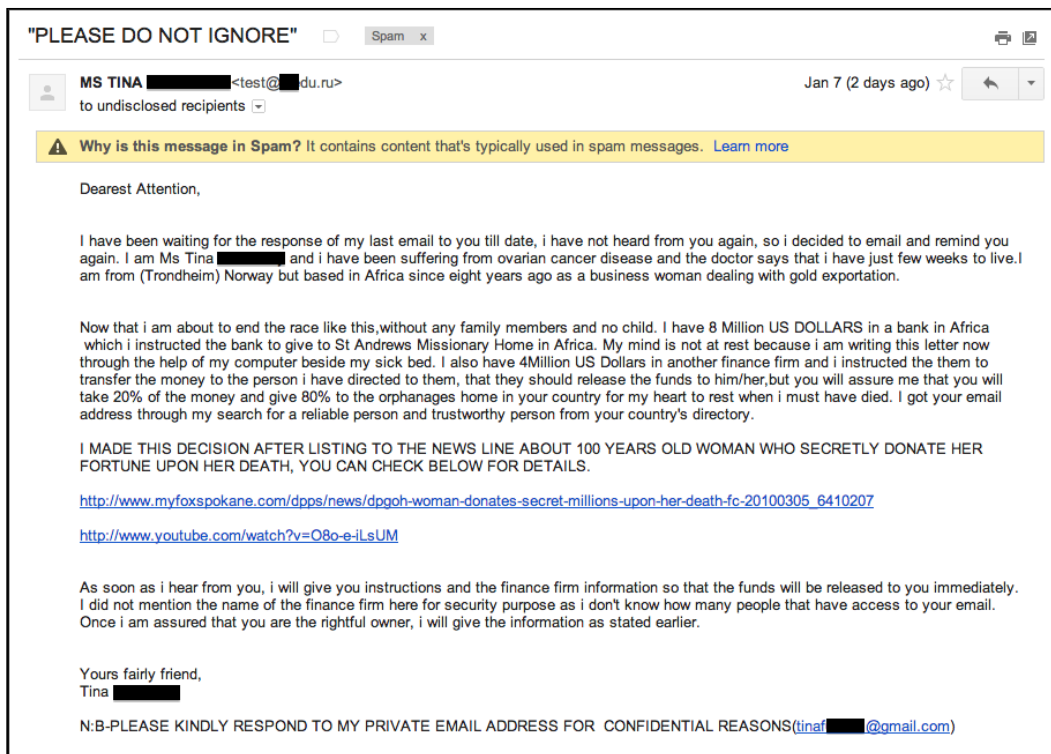 "PLEASE DO NOT IGNORE" Spam x
MS TINA <test@ du.ru> Jan 7 (2 days ago)
to undisclosed recipients
Why is this message in Spam? It contains content that's typically used in spam messages. Learn more
Dearest Attention,
I have been waiting for the response of my last email to you till date, i have not heard from you again, so i decided to email and remind you
again. I am Ms Tina and i have been suffering from ovarian cancer disease and the doctor says that i have just few weeks to live.I
am from (Trondheim) Norway but based in Africa since eight years ago as a business woman dealing with gold exportation.
Now that i am about to end the race like this,without any family members and no child. I have 8 Million US DOLLARS in a bank in Africa
which i instructed the bank to give to St Andrews Missionary Home in Africa. My mind is not at rest because i am writing this letter now
through the help of my computer beside my sick bed. I also have 4Million US Dollars in another finance firm and i instructed the them to
transfer the money to the person i have directed to them, that they should release the funds to him/her,but you will assure me that you will
take 20% of the money and give 80% to the orphanages home in your country for my heart to rest when i must have died. I got your email
address through my search for a reliable person and trustworthy person from your country's directory.
I MADE THIS DECISION AFTER LISTING TO THE NEWS LINE ABOUT 100 YEARS OLD WOMAN WHO SECRETLY DONATE HER
FORTUNE UPON HER DEATH, YOU CAN CHECK BELOW FOR DETAILS.
http://www.myfoxspokane.com/dpps/news/dpgoh-woman-donates-secret-millions-upon-her-death-fc-20100305_6410207
http://www.youtube.com/watch?v=O8o-e-iLsUM
As soon as i hear from you, i will give you instructions and the finance firm information so that the funds will be released to you immediately.
I did not mention the name of the finance firm here for security purpose as i don't know how many people that have access to your email.
Once i am assured that you are the rightful owner, i will give the information as stated earlier.
Yours fairly friend,
Tina
N:B-PLEASE KINDLY RESPOND TO MY PRIVATE EMAIL ADDRESS FOR CONFIDENTIAL REASONS(tinaf @gmail.com)